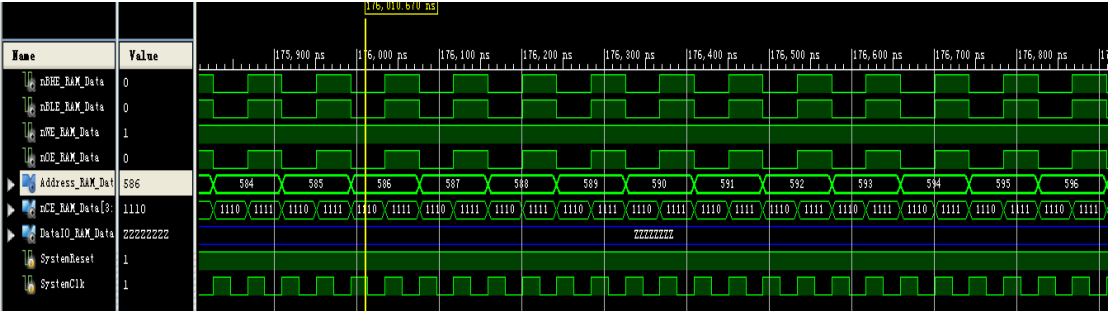 176,010.670 ns
Name Value 175,900 ns 176,000 ns 176,100 ns 176,200 ns 176,300 ns 176,400 ns 176,500 ns 176,600 ns 176,700 ns 176,800 ns 17
nBHE_RAM_Data 0
nBLE_RAM_Data 0
nWE_RAM_Data 1
nOE_RAM_Data 0
Address_RAM_Dat 586 584 585 586 587 588 589 590 591 592 593 594 595 596
nCE_RAM_Data[3: 1110 1110 1111 1110 1111 1110 1111 1110 1111 1110 1111 1110 1111 1110 1111 1110 1111 1110 1111 1110 1111 1110 1111 1110 1111 1110 1111
DataIO_RAM_Data ZZZZZZZZ ZZZZZZZZ
SystemReset 1
SystemClk 1